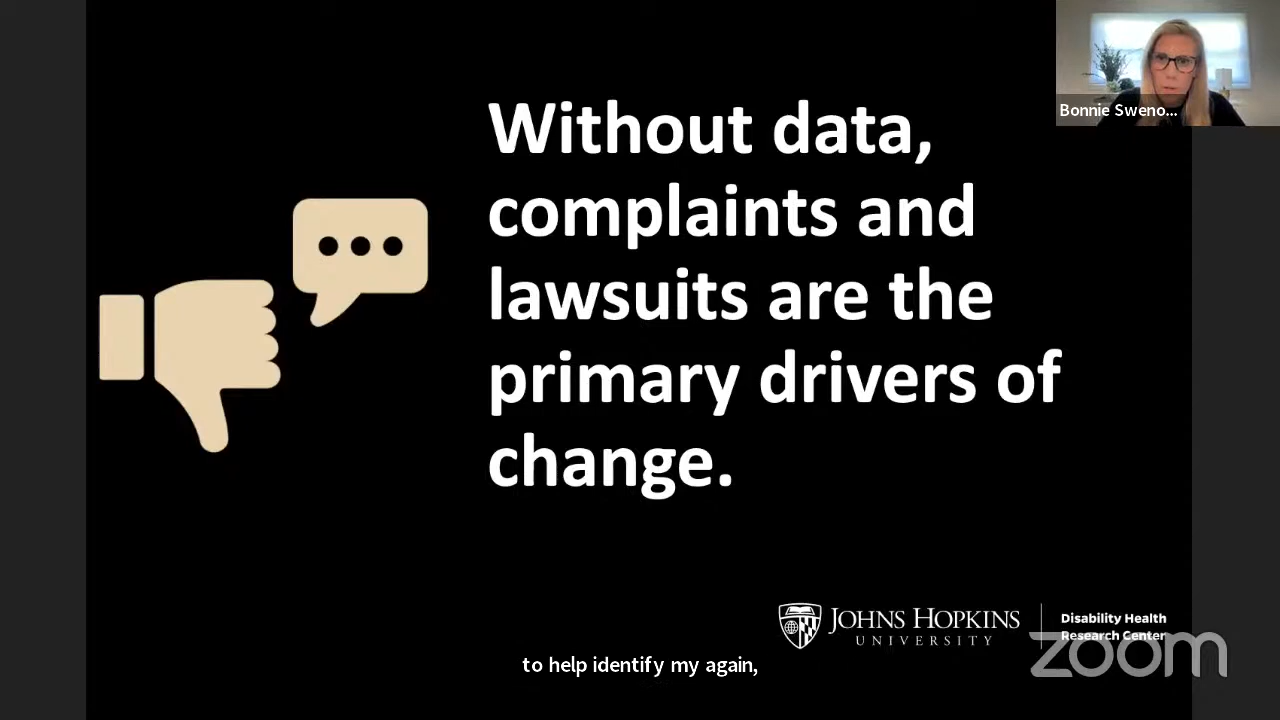 Bonnie Sweno...
Without data,
complaints and
lawsuits are the
primary drivers of
change.
JOHNS HOPKINS
UNIVERSITY
Disability Health
Research Center
zoom
to help identify my again,